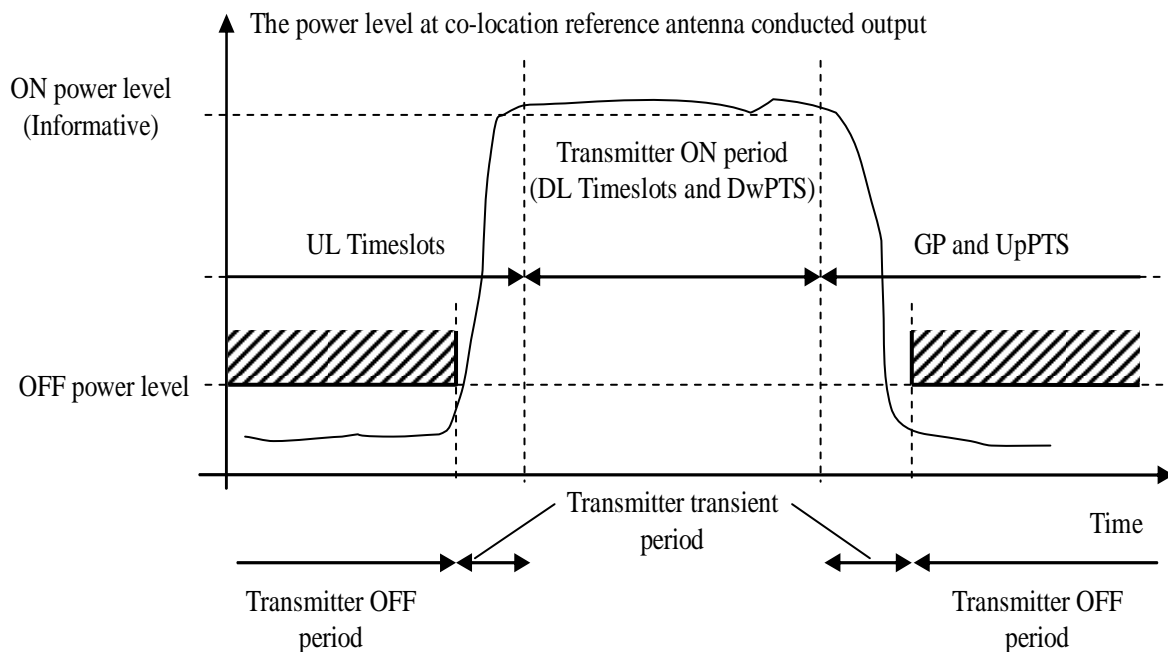 The power level at co-location reference antenna conducted output
ON power level
(Informative)
Transmitter ON period
(DL Timeslots and DwPTS)
UL Timeslots
GP and UpPTS
OFF power level
Transmitter transient
period
Time
Transmitter OFF
period
Transmitter OFF
period